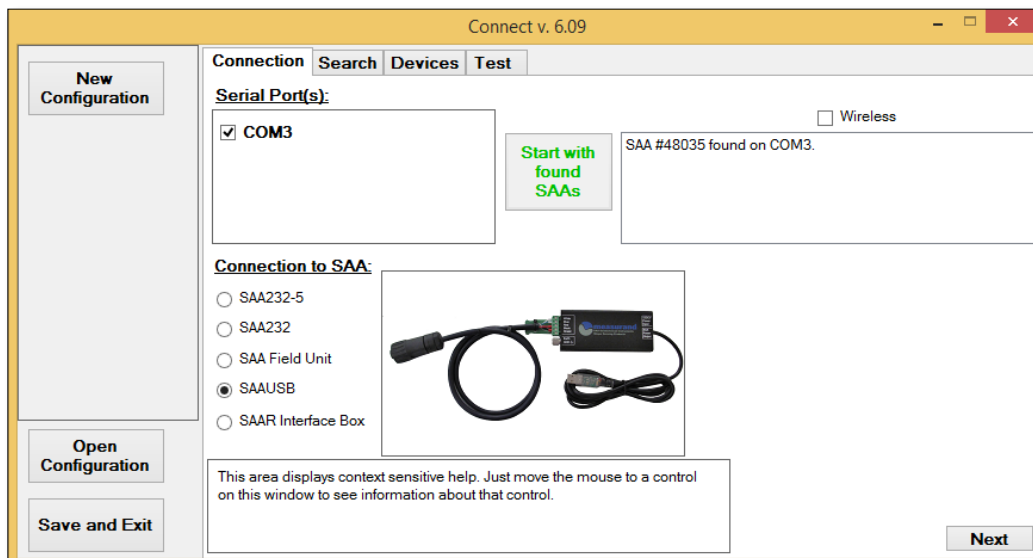 Connect v. 6.09
New
Configuration
Connection
Search
Devices
Test
Serial Port(s):
COM3
Wireless
Start with
found
SAAs
SAA #48035 found on COM3.
Connection to SAA:
SAA232-5
SAA232
SAA Field Unit
SAAUSB
SAAR Interface Box
measurand
Open
Configuration
This area displays context sensitive help. Just move the mouse to a control
on this window to see information about that control.
Save and Exit
Next